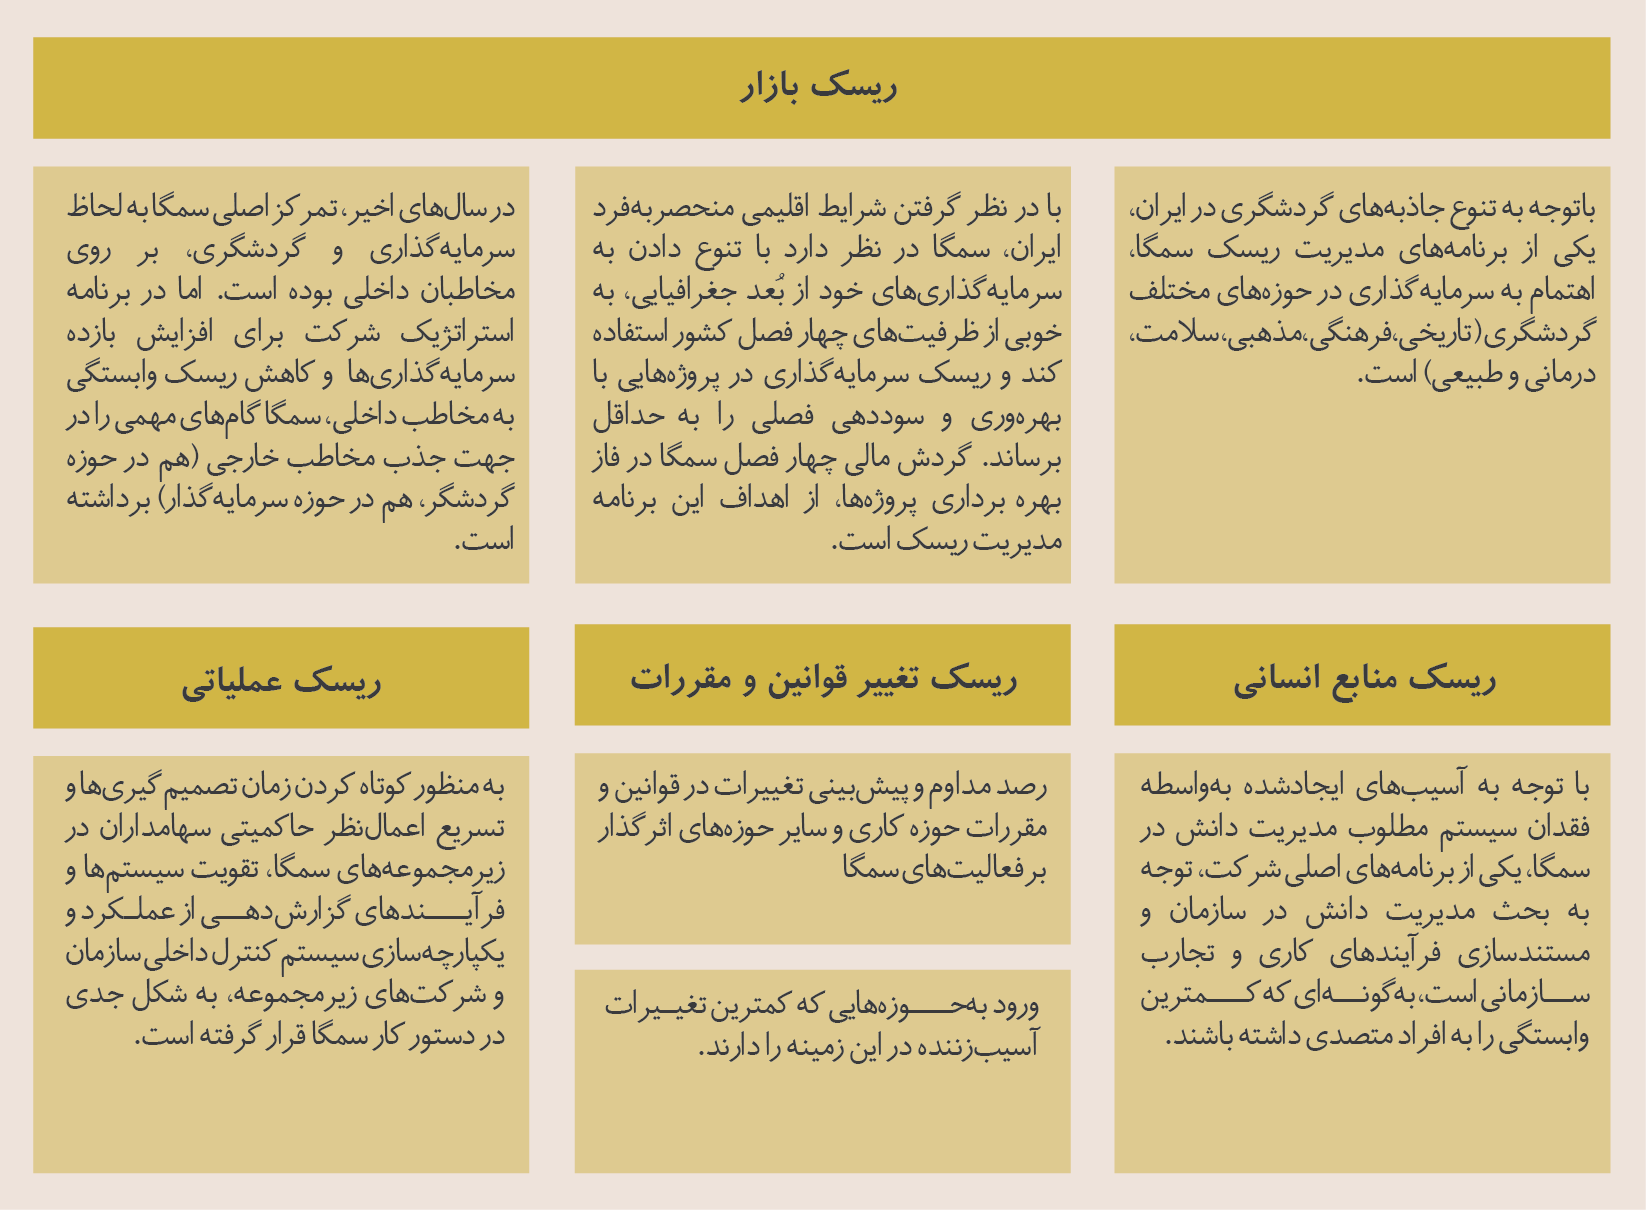 ریسک بازار
باتوجه به تنوع جاذبه‌های گردشگری در ایران،
یکی از برنامه‌های مدیریت ریسک سمگا،
اهتمام به سرمایه‌گذاری در حوزه‌های مختلف
گردشگری(تاریخی،فرهنگی،مذهبی،سلامت،
درمانی و طبیعی) است.
با در نظر گرفتن شرایط اقلیمی منحصربه‌فرد
ایران، سمگا در نظر دارد با تنوع دادن به
سرمایه‌گذاری‌های خود از بُعد جغرافیایی، به
خوبی از ظرفیت‌های چهار فصل کشور استفاده
کند و ریسک سرمایه‌گذاری در پروژه‌هایی با
بهره‌وری و سوددهی فصلی را به حداقل
برساند. گردش مالی چهار فصل سمگا در فاز
بهره برداری پروژه‌ها، از اهداف این برنامه
مدیریت ریسک است.
در سال‌های اخیر، تمرکز اصلی سمگا به لحاظ
سرمایه‌گذاری و گردشگری، بر روی
مخاطبان داخلی بوده است. اما در برنامه
استراتژیک شرکت برای افزایش بازده
سرمایه‌گذاری‌ها و کاهش ریسک وابستگی
به مخاطب داخلی، سمگا گام‌های مهمی را در
جهت جذب مخاطب خارجی (هم در حوزه
گردشگر، هم در حوزه سرمایه‌گذار) برداشته
است.
ریسک منابع انسانی
با توجه به آسیب‌های ایجادشده به‌واسطه
فقدان سیستم مطلوب مدیریت دانش در
سمگا، یکی از برنامه‌های اصلی شرکت، توجه
به بحث مدیریت دانش در سازمان و
مستندسازی فرآیندهای کاری و تجارب
ســـازمانی است،به‌گونـــه‌ای که کـــمترین
وابستگی را به افراد متصدی داشته باشند.
ریسک تغییر قوانین و مقررات
رصد مداوم و پیش‌بینی تغییرات در قوانین و
مقررات حوزه کاری و سایر حوزه‌های اثرگذار
بر فعالیت‌های سمگا
ورود به‌حــــوزه‌هایی که کمترین تغیــیرات
آسیب‌زننده در این زمینه را دارند.
ریسک عملیاتی
به منظور کوتاه کردن زمان تصمیم گیری‌ها و
تسریع اعمال‌نظر حاکمیتی سهامداران در
زیرمجموعه‌های سمگا، تقویت سیستم‌ها و
فرآیــــندهای گزارش‌دهـــی از عملـکرد و
یکپارچه‌سازی سیستم کنترل داخلی سازمان
و شرکت‌های زیرمجموعه، به شکل جدی
در دستور کار سمگا قرار گرفته است.